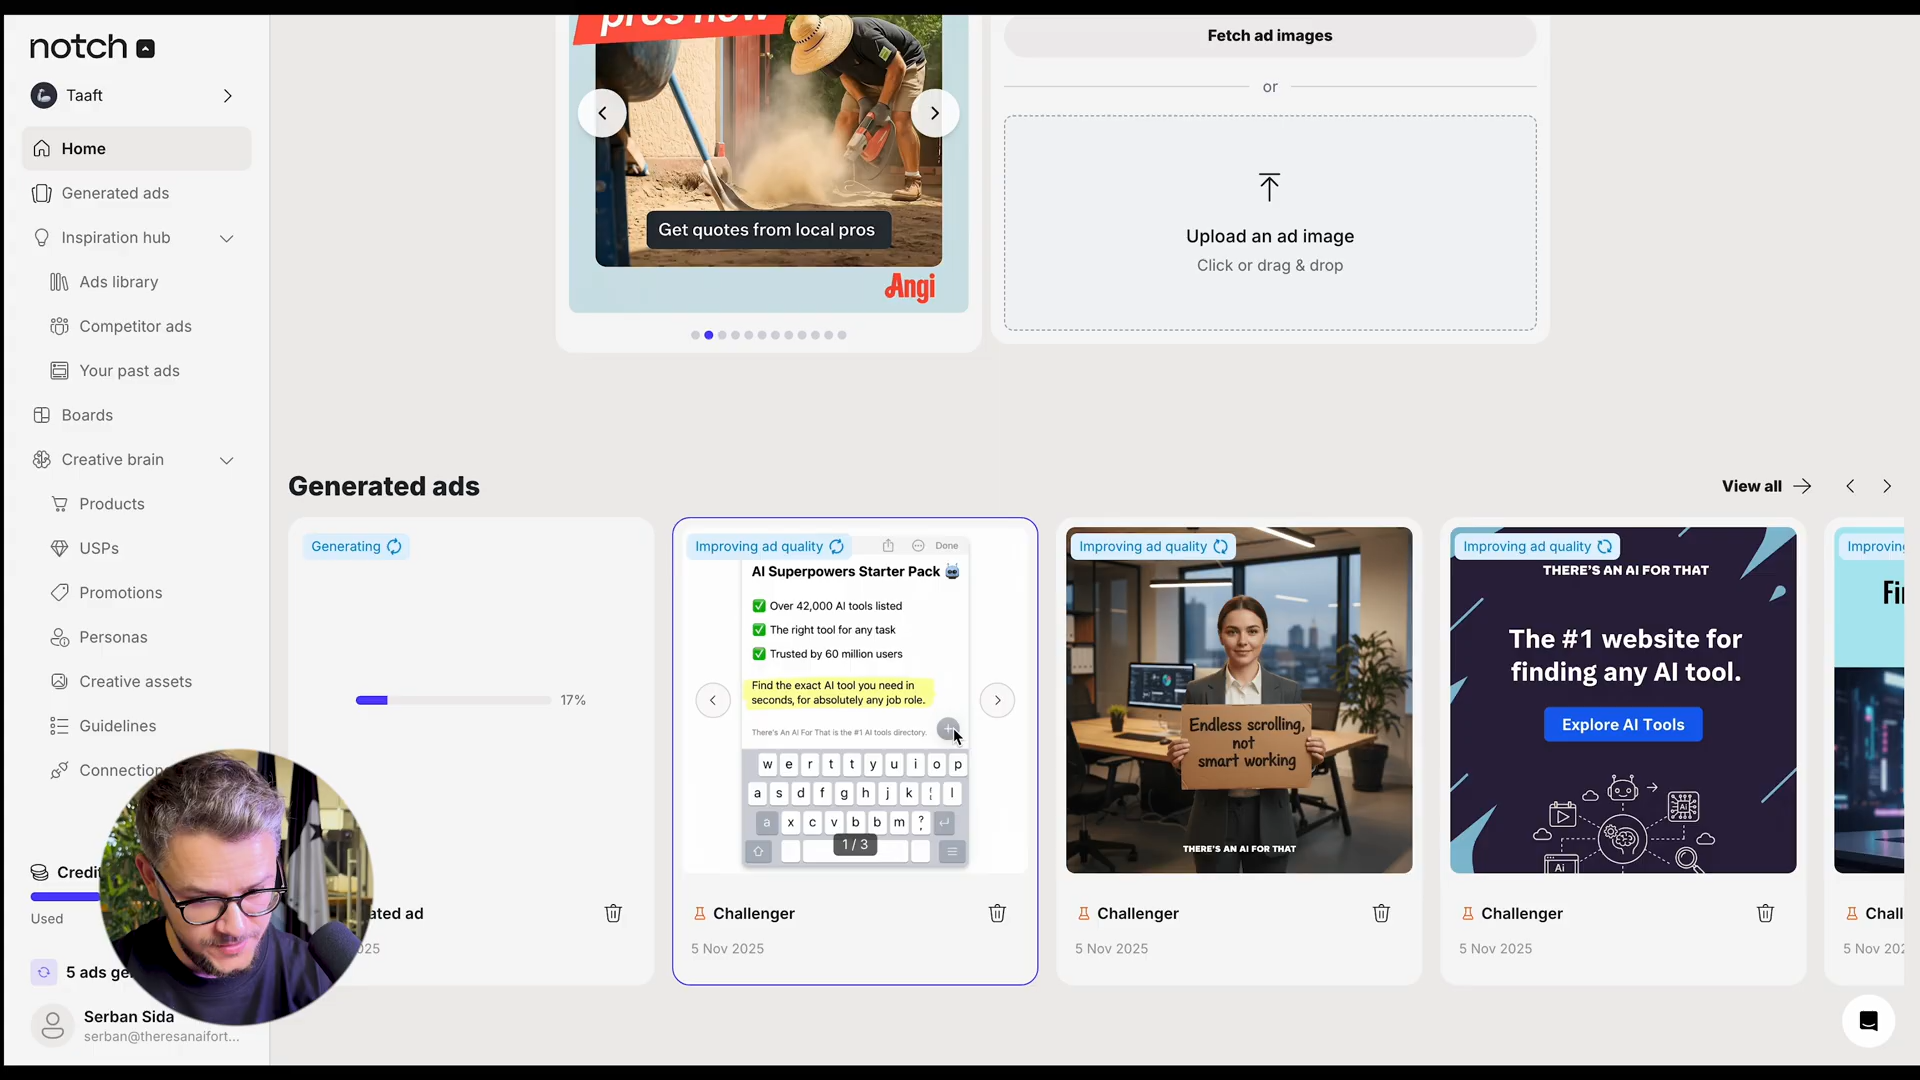 notch
Taaft
Home
Generated ads
Inspiration hub
Ads library
Competitor ads
Your past ads
Boards
Creative brain
Products
USPs
Promotions
Personas
Creative assets
Guidelines
Used
Serban Sida
serban@theresanaifort...
Get quotes from local pros
Angi
Fetch ad images
or
Upload an ad image
Click or drag & drop
Generated ads
View all
Generating
17%
Improving ad quality
Done
AI Superpowers Starter Pack
Over 42,000 AI tools listed
The right tool for any task
Trusted by 60 million users
Find the exact AI tool you need in
seconds, for absolutely any job role.
There's An AI For That is the #1 AI tools directory.
w e r t t y u i o p
a s d f g h j k l
a x c v b b m ?
1 / 3
Challenger
5 Nov 2025
Improving ad quality
Endless scrolling,
not
smart working
THERE'S AN AI FOR THAT
Challenger
5 Nov 2025
Improving ad quality
THERE'S AN AI FOR THAT
The #1 website for
finding any AI tool.
Explore AI Tools
Ai
Challenger
5 Nov 2025